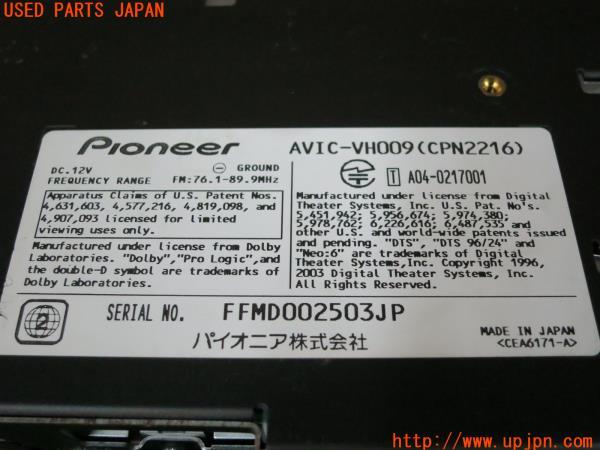 USED PARTS JAPAN
Pioneer
AVIC-VH009(CPN2216)
DC.12V
⊖ GROUND
FREQUENCY RANGE FM:76.1-89.9MHz
T A04-0217001
Apparatus Claims of U.S. Patent Nos.
4,631,603, 4,577,216, 4,819,098, and
4,907,093 licensed for limited
viewing uses only.
Manufactured under license from Dolby
Laboratories. "Dolby","Pro Logic",and
the double-D symbol are trademarks of
Dolby Laboratories.
Manufactured under license from Digital
Theater Systems,Inc. U.S. Pat. No's.
5,451,942; 5,956,674; 5,974,380;
5,978,762; 6,226,616; 6,487,535 and
other U.S. and world-wide patents issued
and pending. "DTS", "DTS 96/24" and
"Neo:6" are trademarks of Digital
Theater Systems,Inc. Copyright 1996,
2003 Digital Theater Systems,Inc.
All Rights Reserved.
2
SERIAL NO. FFMD002503JP
パイオニア株式会社
MADE IN JAPAN
<CEA6171-A>
http://www.upjpn.com/